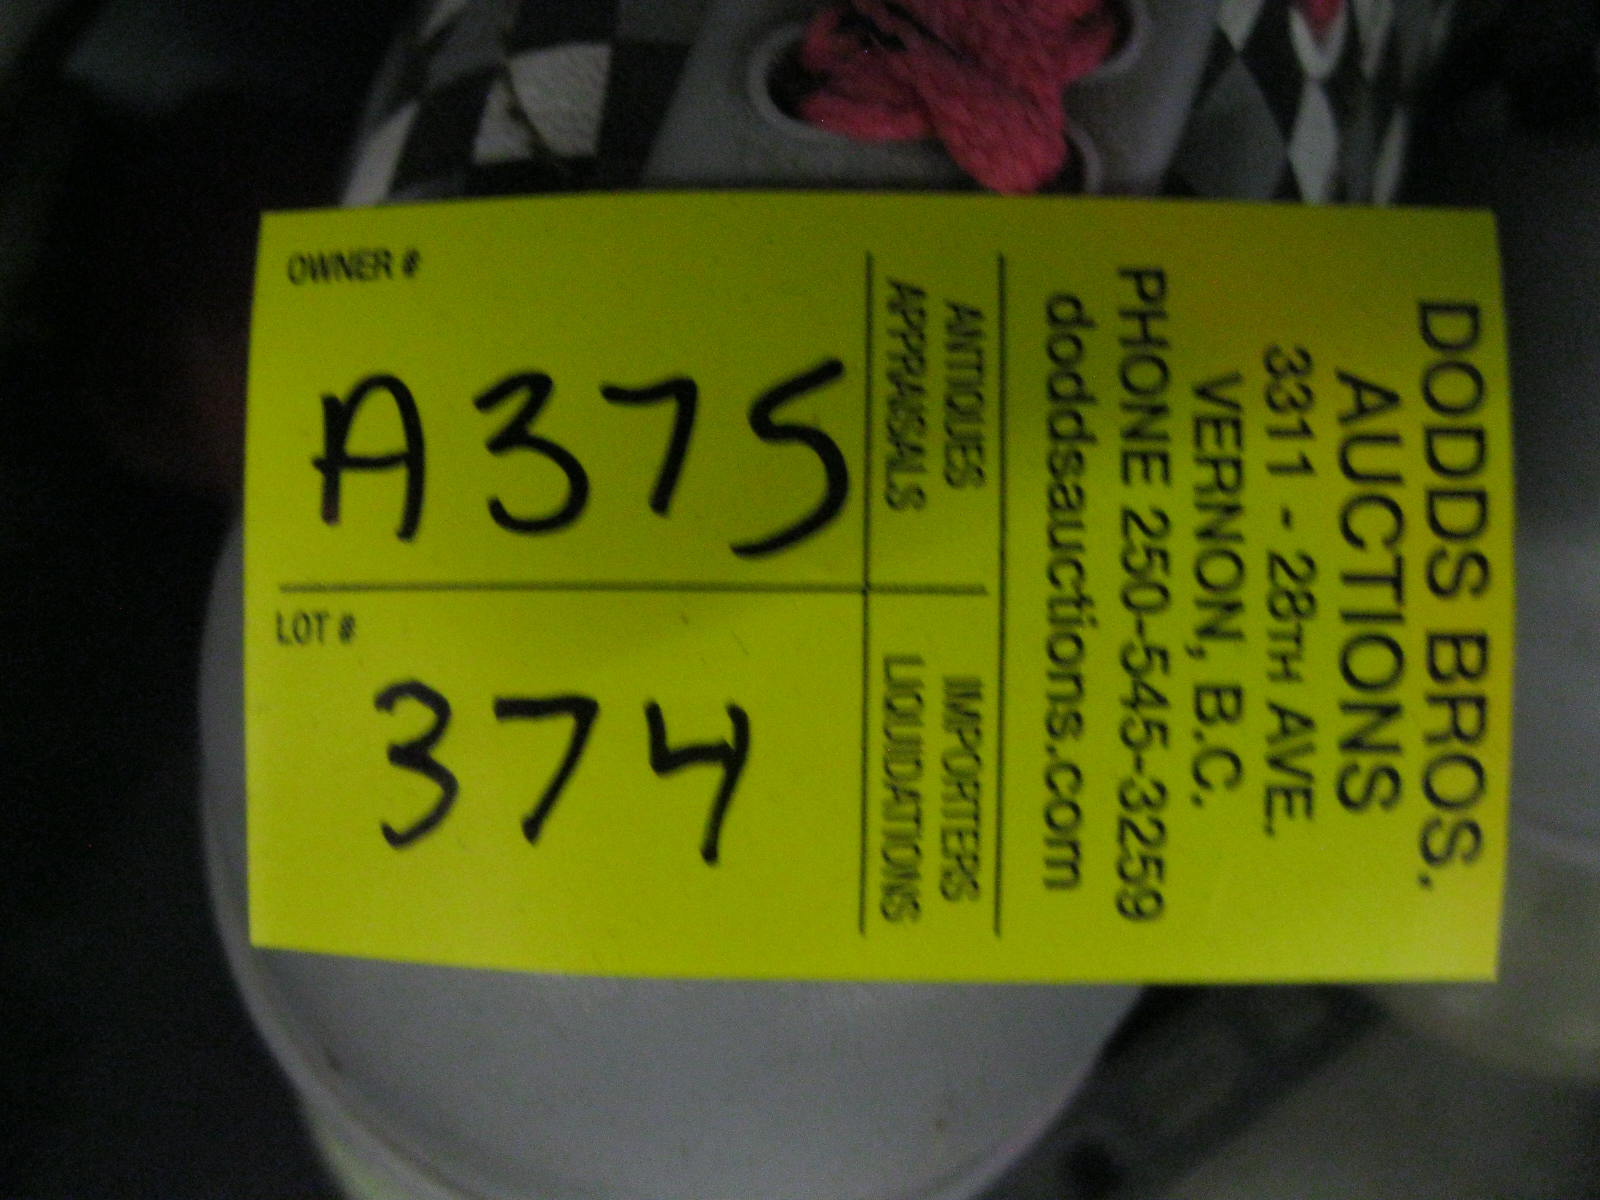 DODDS BROS.
AUCTIONS
3311 - 28TH AVE.
VERNON, B.C.
PHONE 250-545-3259
doddsauctions.com
ANTIQUES
APPRAISALS
IMPORTERS
LIQUIDATIONS
OWNER #
A375
LOT #
374